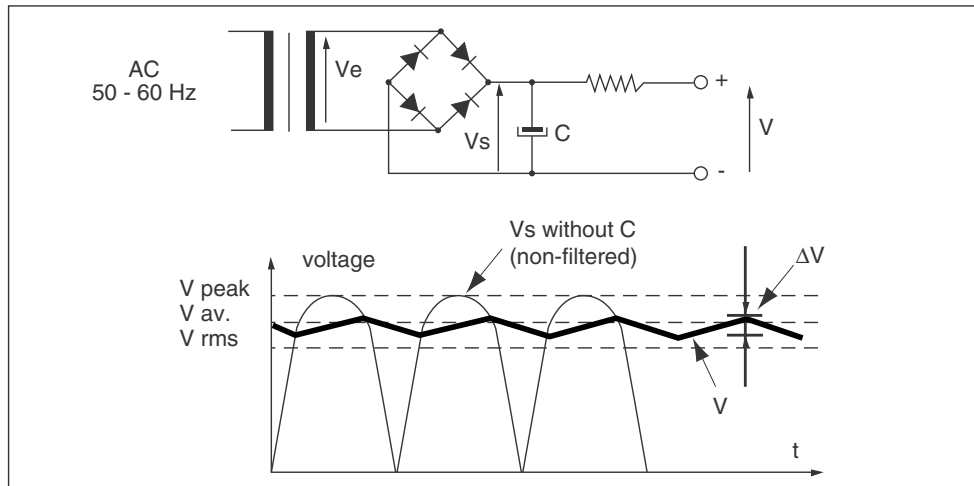 AC
50 - 60 Hz
Ve
Vs
C
+
V
-
Vs without C
(non-filtered)
voltage
ΔV
V peak
V av.
V rms
V
t